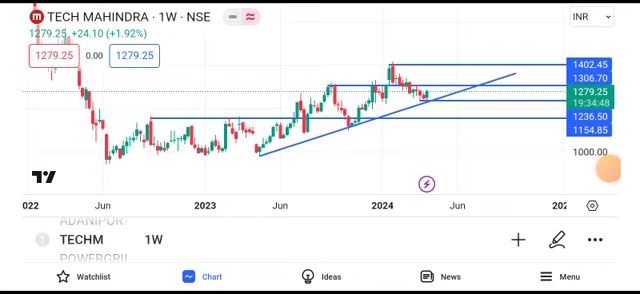 TECH MAHINDRA · 1W · NSE
INR
1279.25 +24.10 (+1.92%)
1279.25 0.00 1279.25
1402.45
1306.70
1279.25
19:34:48
1236.50
1154.85
1000.00
2022 Jun 2023 Jun 2024 Jun 202
ADANIPOR
TECHM 1W
POWERGRI
Watchlist Chart Ideas News Menu